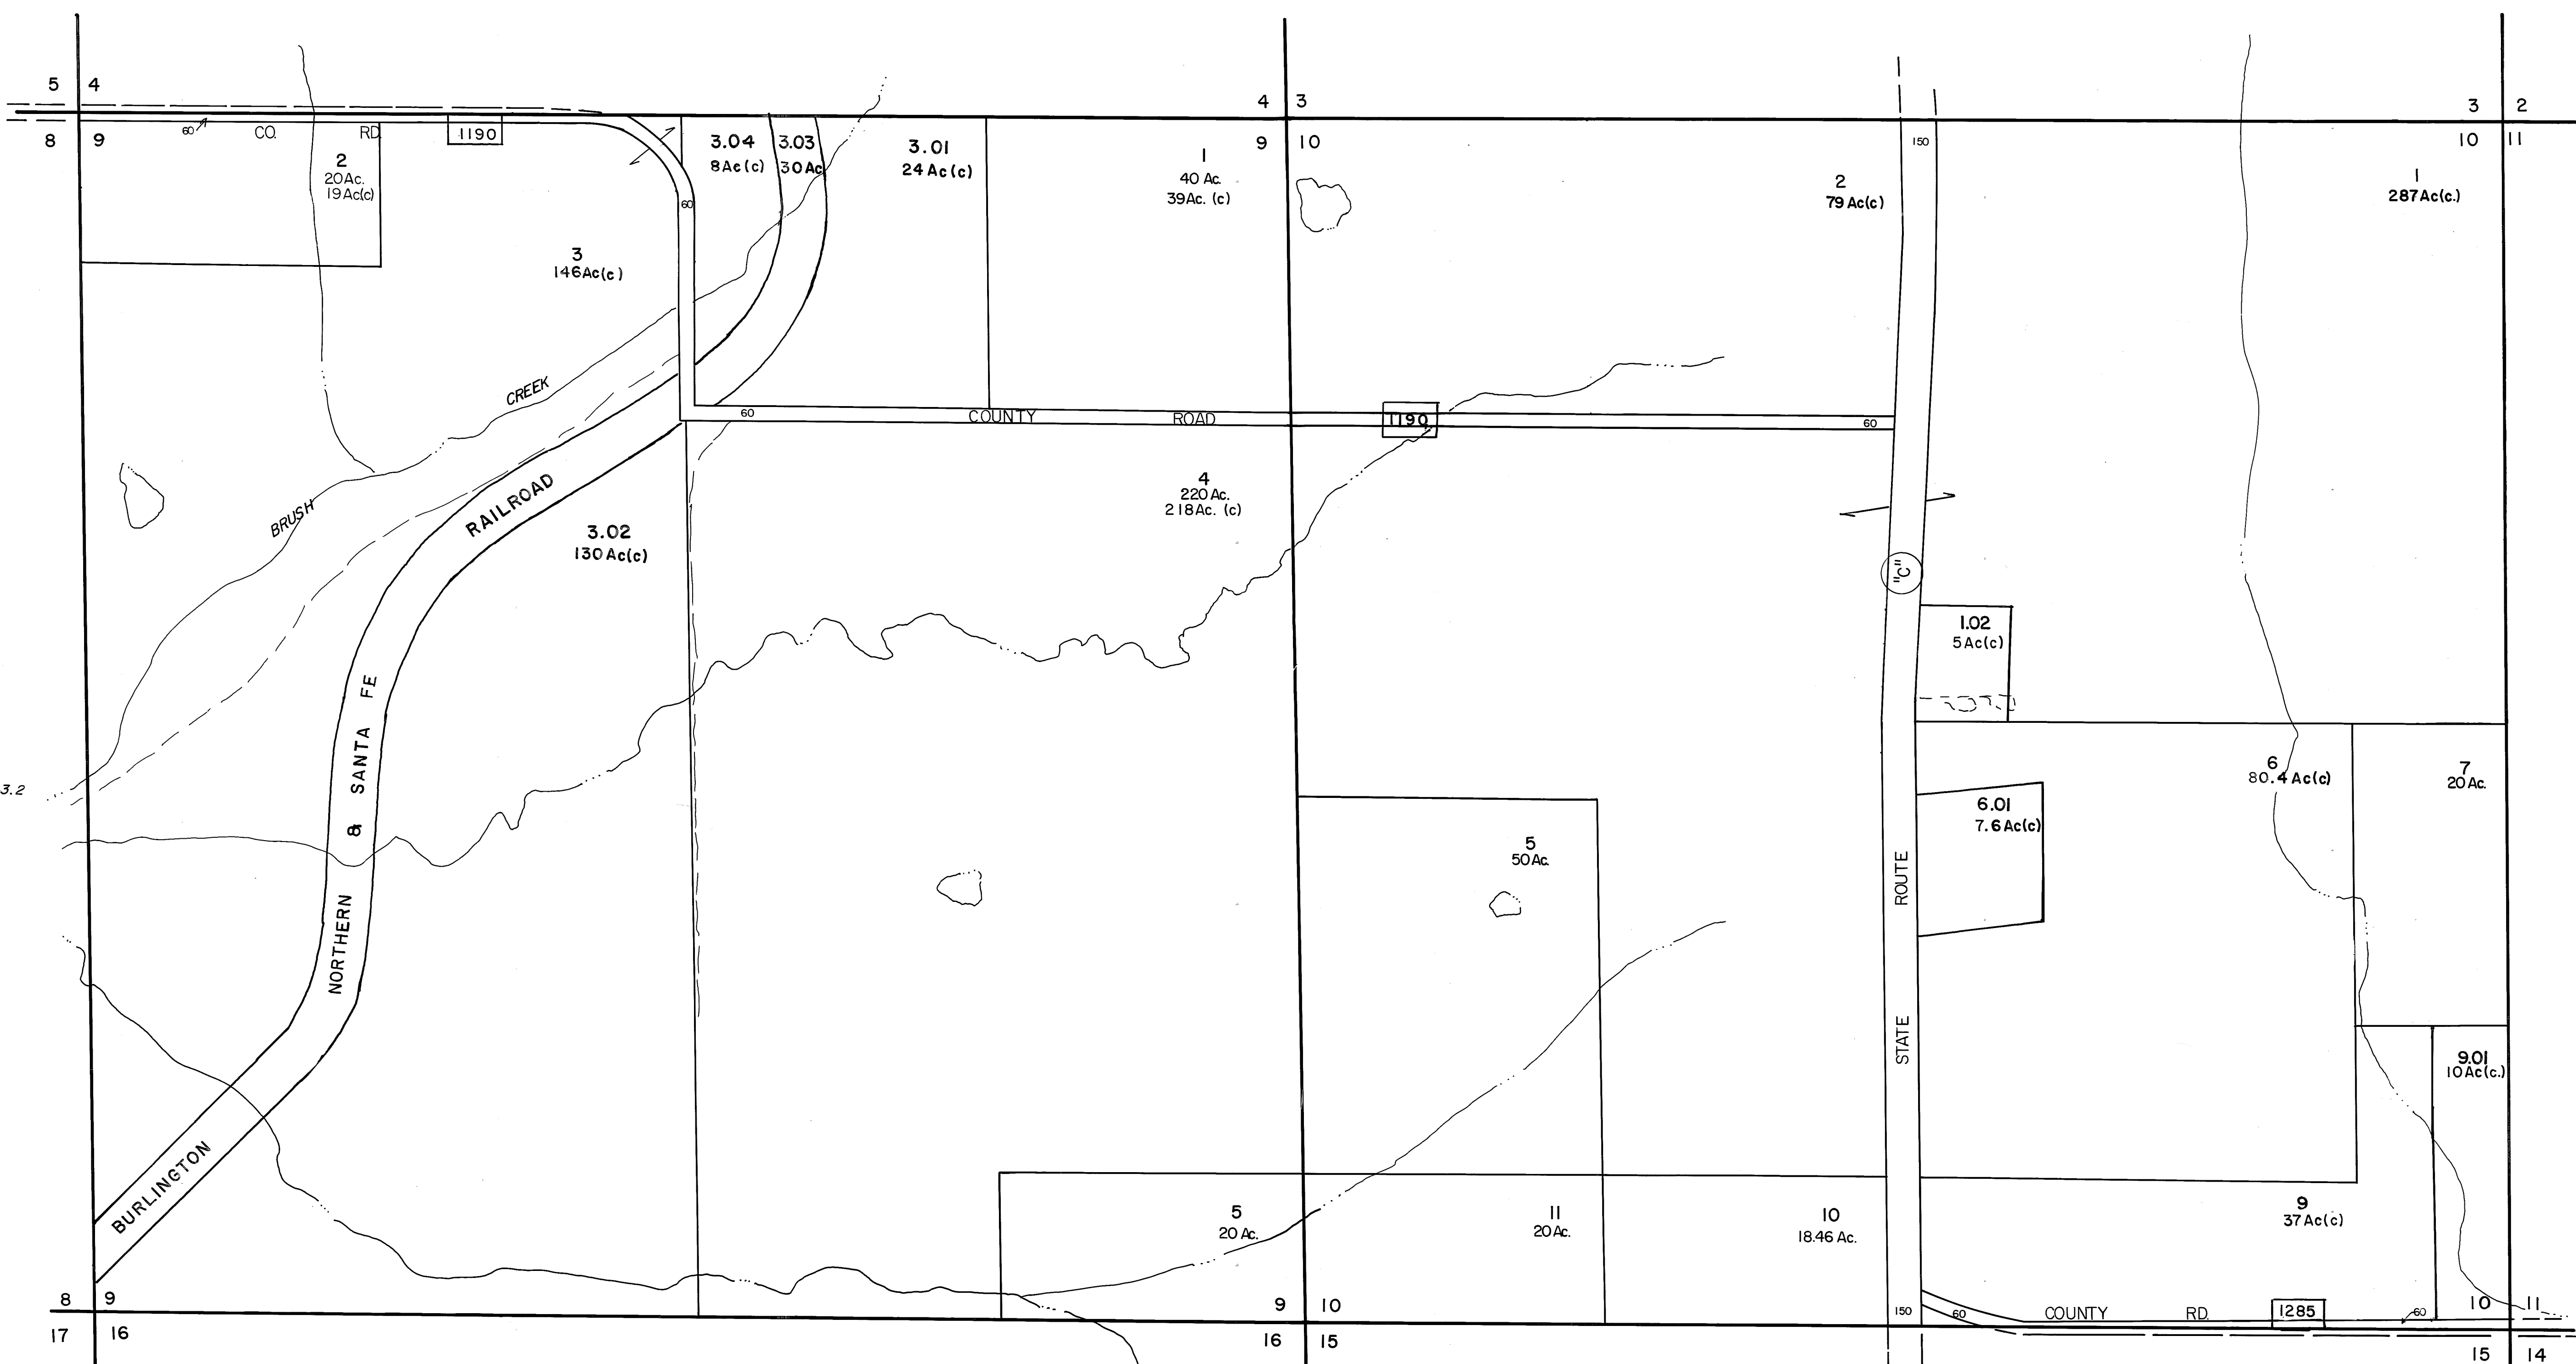 5 4
4 3
3 2
8 9
9 10
10 11
60
CO. RD.
1190
2
20 Ac.
19 Ac(c)
3
146 Ac(c)
60
3.04
8 Ac(c)
3.03
30 Ac
3.01
24 Ac(c)
1
40 Ac.
39 Ac. (c)
2
79 Ac(c)
150
1
287 Ac(c.)
BRUSH CREEK
60
COUNTY ROAD
1190
60
RAILROAD
3.02
130 Ac(c)
4
220 Ac.
218 Ac. (c)
"C"
1.02
5 Ac(c)
SANTA FE
&
NORTHERN
BURLINGTON
3.2
5
50 Ac.
6
80.4 Ac(c)
7
20 Ac.
6.01
7.6 Ac(c)
STATE ROUTE
9.01
10 Ac(c.)
5
20 Ac.
11
20 Ac.
10
18.46 Ac.
9
37 Ac(c)
150
60
COUNTY RD.
1285
60
8 9
9 10
10 11
17 16
16 15
15 14